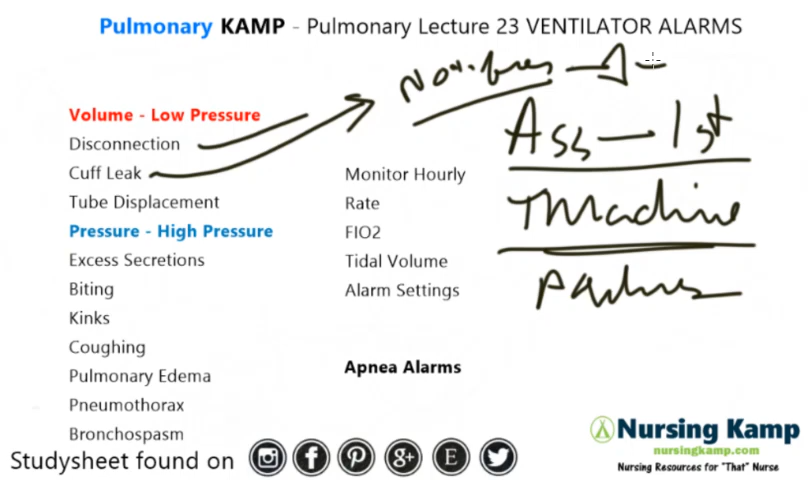 Pulmonary KAMP - Pulmonary Lecture 23 VENTILATOR ALARMS
Volume - Low Pressure
Disconnection
Cuff Leak
Tube Displacement
Pressure - High Pressure
Excess Secretions
Biting
Kinks
Coughing
Pulmonary Edema
Pneumothorax
Bronchospasm
Monitor Hourly
Rate
FIO2
Tidal Volume
Alarm Settings
Apnea Alarms
Ass - 1st
Machine
Studysheet found on
Nursing Kamp
nursingkamp.com
Nursing Resources for "That" Nurse